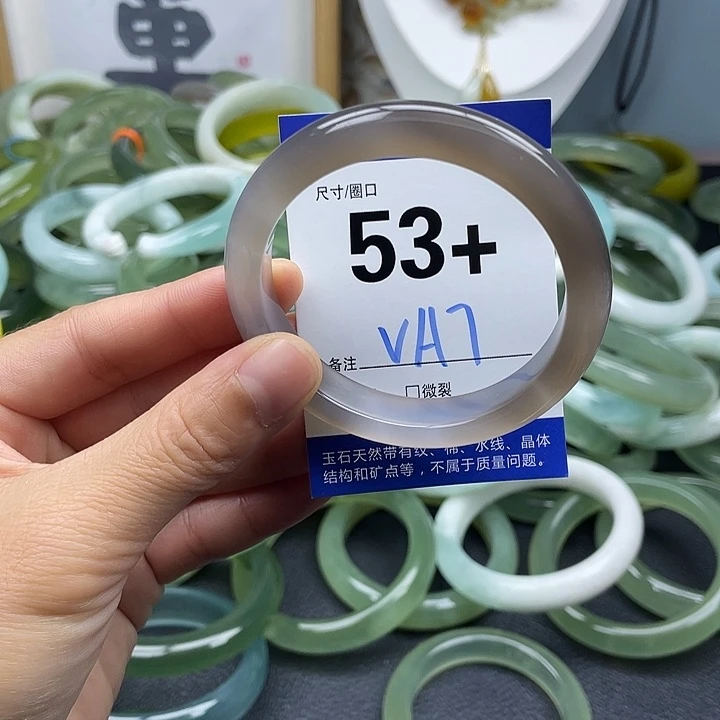 尺寸/圈口
53+
备注 VA7
□微裂
玉石天然带有纹、棉、水线、晶体
结构和矿点等，不属于质量问题。